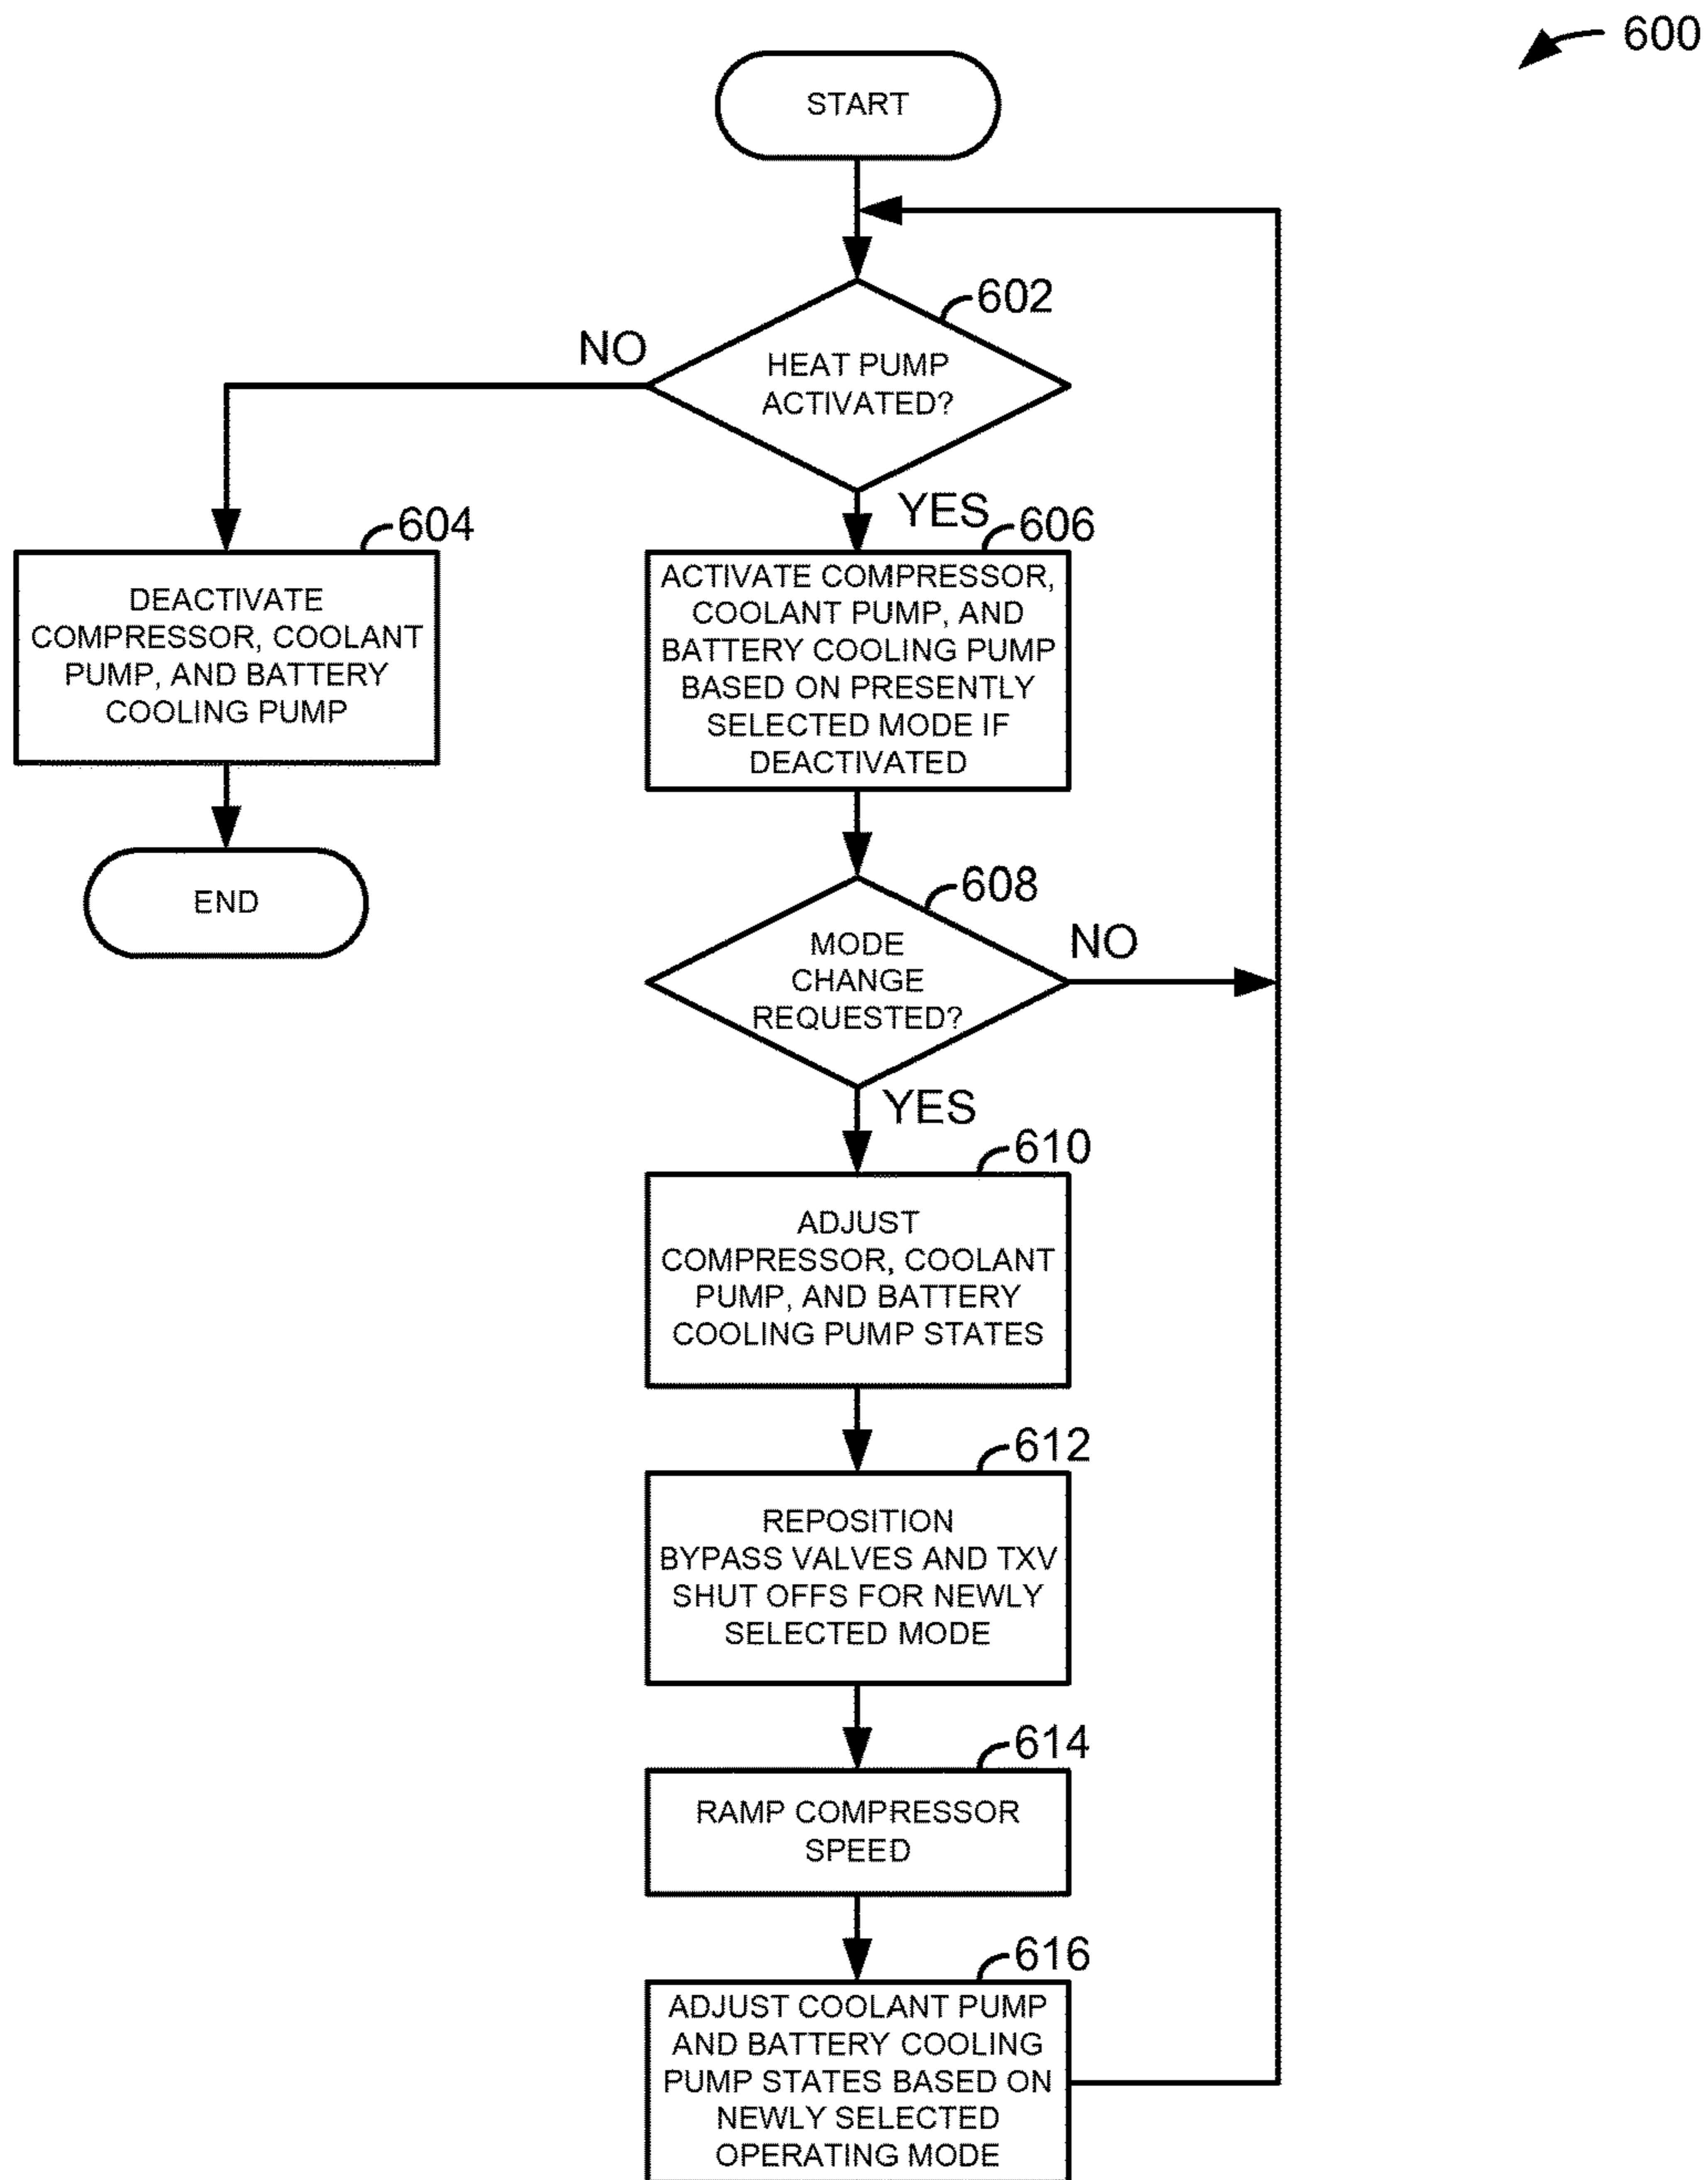 600
START
602
HEAT PUMP
ACTIVATED?
NO
YES
604
DEACTIVATE
COMPRESSOR, COOLANT
PUMP, AND BATTERY
COOLING PUMP
END
606
ACTIVATE COMPRESSOR,
COOLANT PUMP, AND
BATTERY COOLING PUMP
BASED ON PRESENTLY
SELECTED MODE IF
DEACTIVATED
608
MODE
CHANGE
REQUESTED?
NO
YES
610
ADJUST
COMPRESSOR, COOLANT
PUMP, AND BATTERY
COOLING PUMP STATES
612
REPOSITION
BYPASS VALVES AND TXV
SHUT OFFS FOR NEWLY
SELECTED MODE
614
RAMP COMPRESSOR
SPEED
616
ADJUST COOLANT PUMP
AND BATTERY COOLING
PUMP STATES BASED ON
NEWLY SELECTED
OPERATING MODE